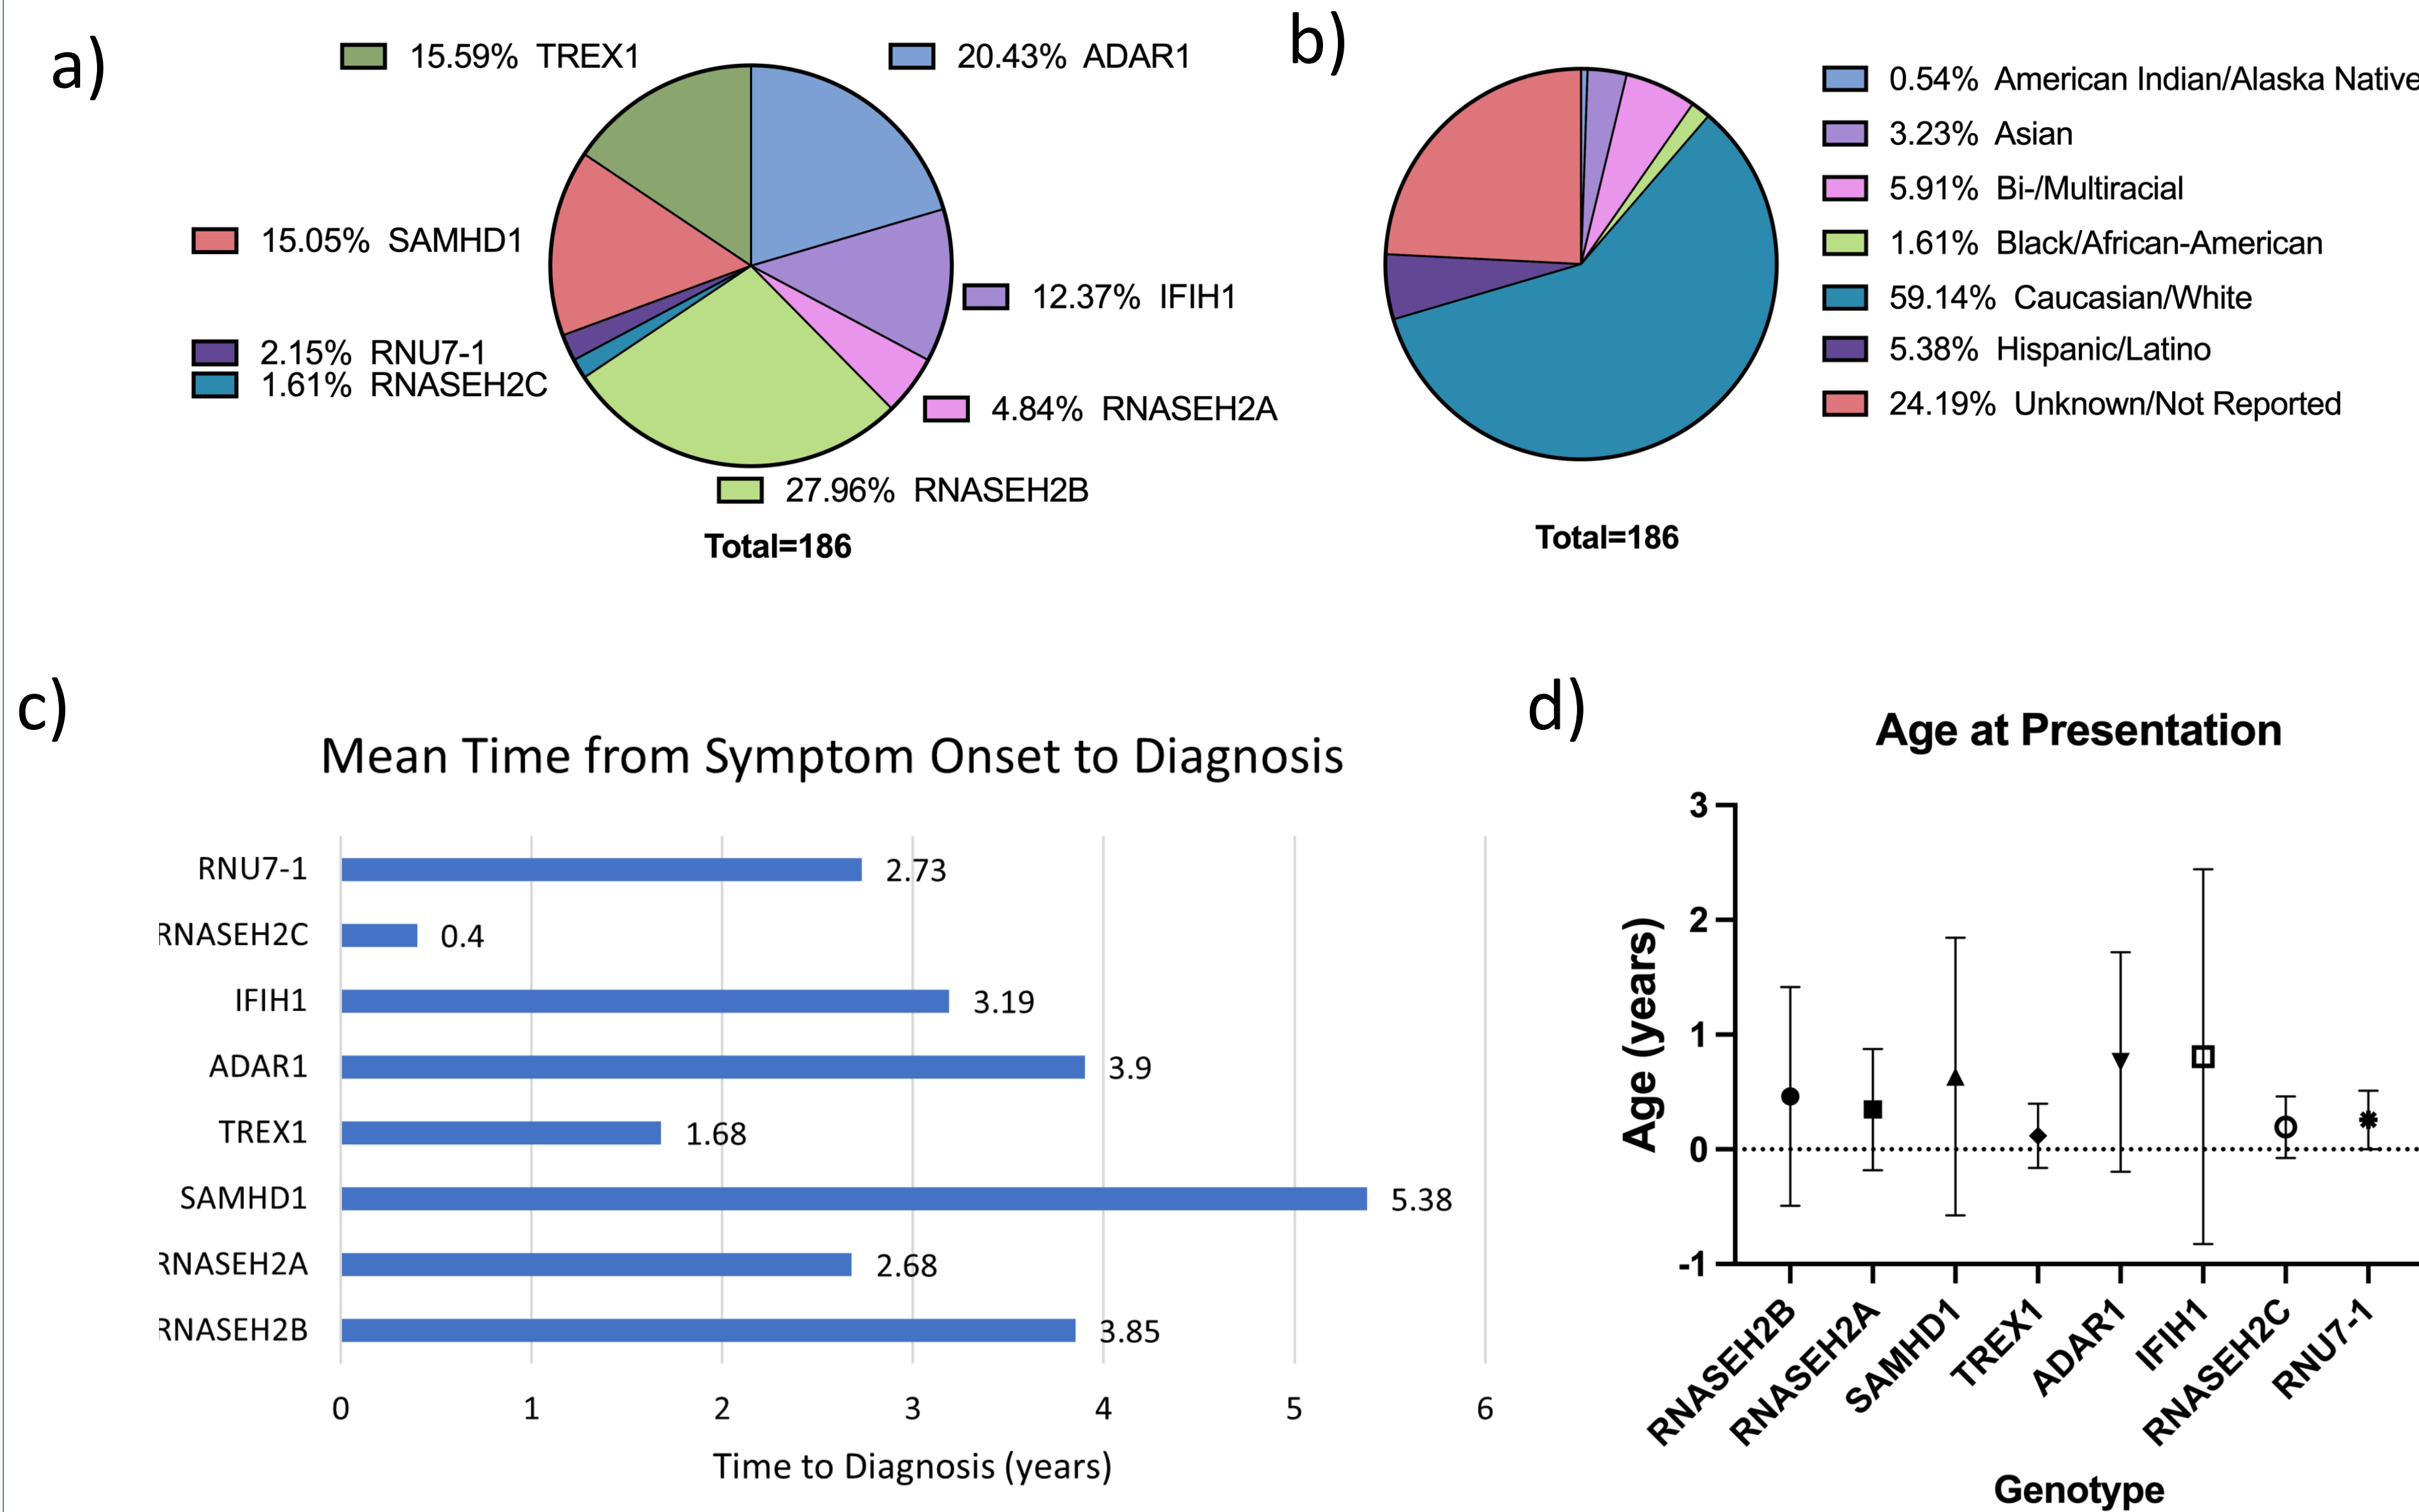 a)
15.59% TREX1
20.43% ADAR1
15.05% SAMHD1
12.37% IFIH1
2.15% RNU7-1
1.61% RNASEH2C
4.84% RNASEH2A
27.96% RNASEH2B
Total=186
b)
0.54% American Indian/Alaska Native
3.23% Asian
5.91% Bi-/Multiracial
1.61% Black/African-American
59.14% Caucasian/White
5.38% Hispanic/Latino
24.19% Unknown/Not Reported
Total=186
c)
Mean Time from Symptom Onset to Diagnosis
RNU7-1 2.73
RNASEH2C 0.4
IFIH1 3.19
ADAR1 3.9
TREX1 1.68
SAMHD1 5.38
RNASEH2A 2.68
RNASEH2B 3.85
0 1 2 3 4 5 6
Time to Diagnosis (years)
d)
Age at Presentation
Age (years)
3
2
1
0
-1
RNASEH2B
RNASEH2A
SAMHD1
TREX1
ADAR1
IFIH1
RNASEH2C
RNU7-1
Genotype